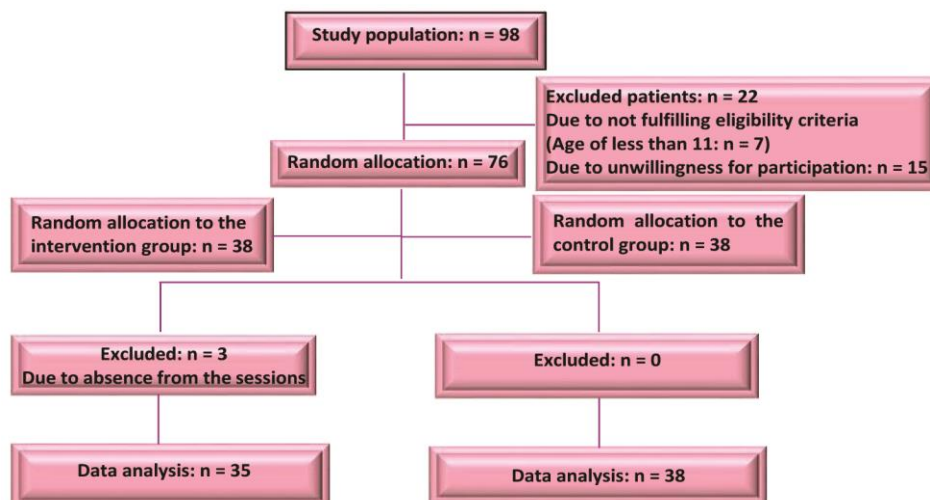 Study population: n = 98
Excluded patients: n = 22
Due to not fulfilling eligibility criteria
(Age of less than 11: n = 7)
Due to unwillingness for participation: n = 15
Random allocation: n = 76
Random allocation to the
intervention group: n = 38
Random allocation to the
control group: n = 38
Excluded: n = 3
Due to absence from the sessions
Excluded: n = 0
Data analysis: n = 35
Data analysis: n = 38